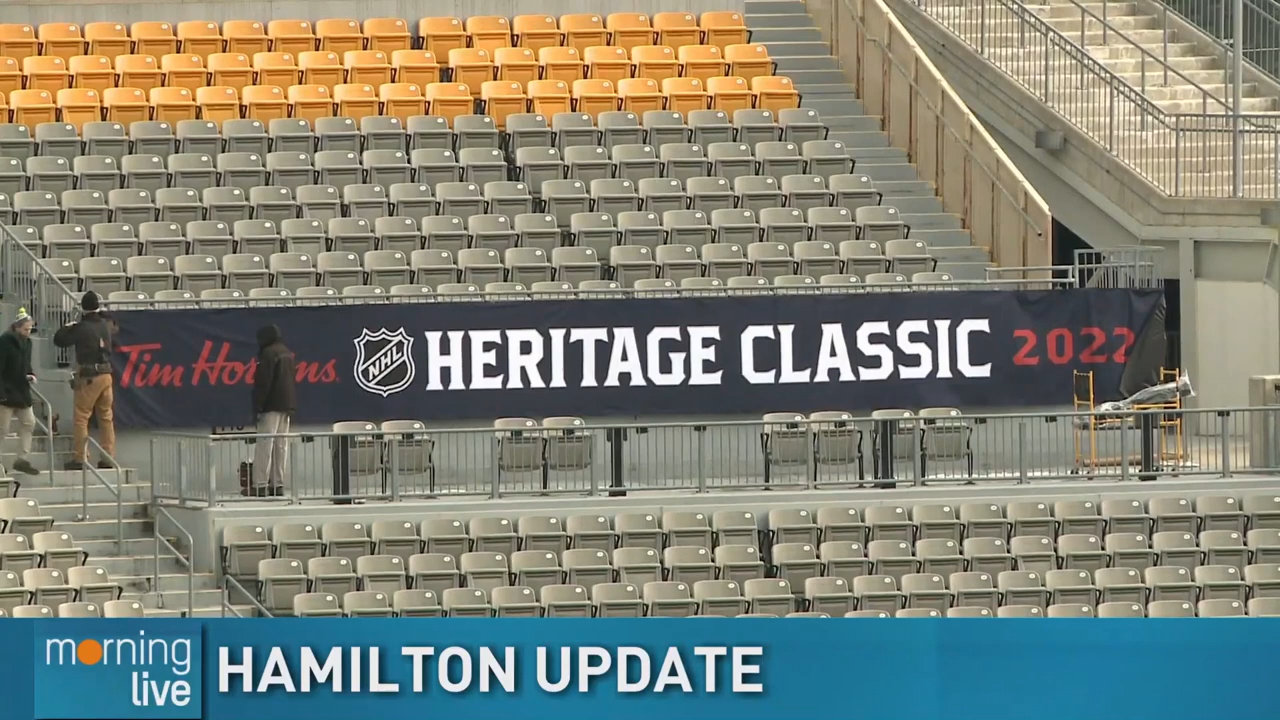 Tim Hortons NHL HERITAGE CLASSIC 2022
morning
live
HAMILTON UPDATE